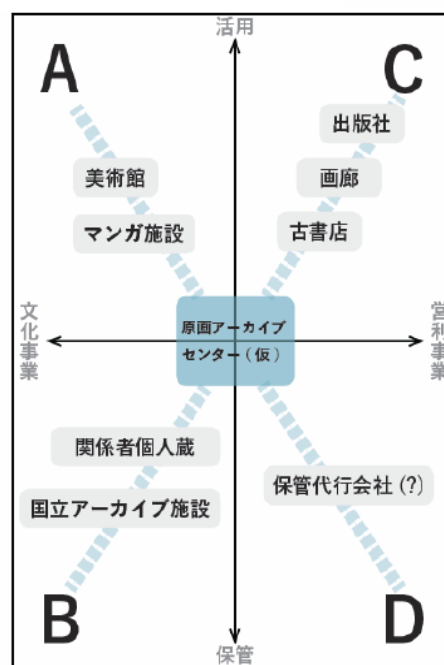 活用
A
C
出版社
美術館
画廊
マンガ施設
古書店
文化事業
原画アーカイブ
センター(仮)
営利事業
関係者個人蔵
保管代行会社(?)
国立アーカイブ施設
B
D
保管